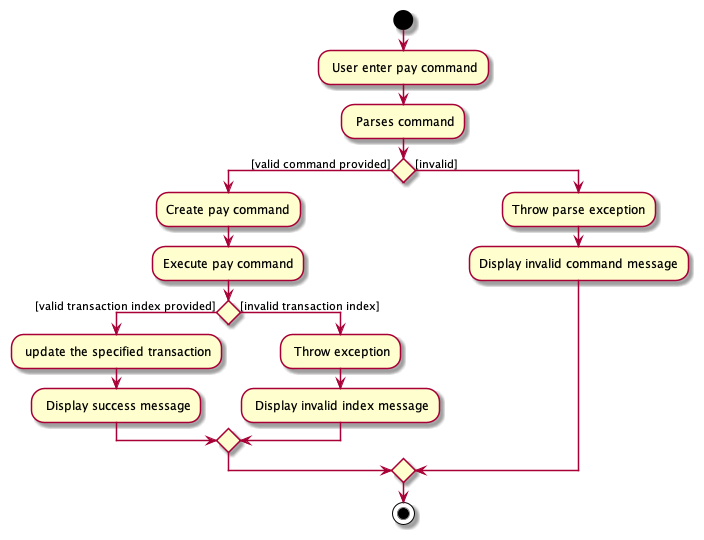 User enter pay command
Parses command
[valid command provided]
[invalid]
Create pay command
Throw parse exception
Execute pay command
Display invalid command message
[valid transaction index provided]
[invalid transaction index]
update the specified transaction
Throw exception
Display success message
Display invalid index message